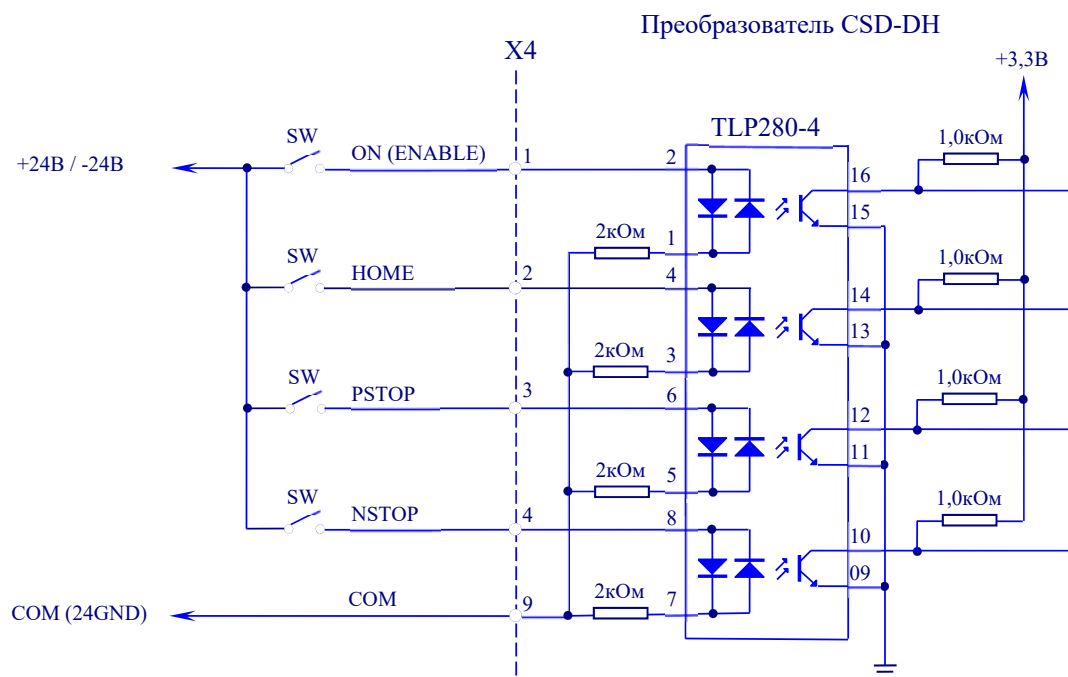 Преобразователь CSD-DH
X4
+3,3В
TLP280-4
1,0кОм
SW
+24В / -24В
ON (ENABLE)
1
2
16
15
2кОм
1
1,0кОм
SW
HOME
2
4
14
13
2кОм
3
1,0кОм
SW
PSTOP
3
6
12
11
2кОм
5
1,0кОм
SW
NSTOP
4
8
10
09
2кОм
7
COM (24GND)
COM
9